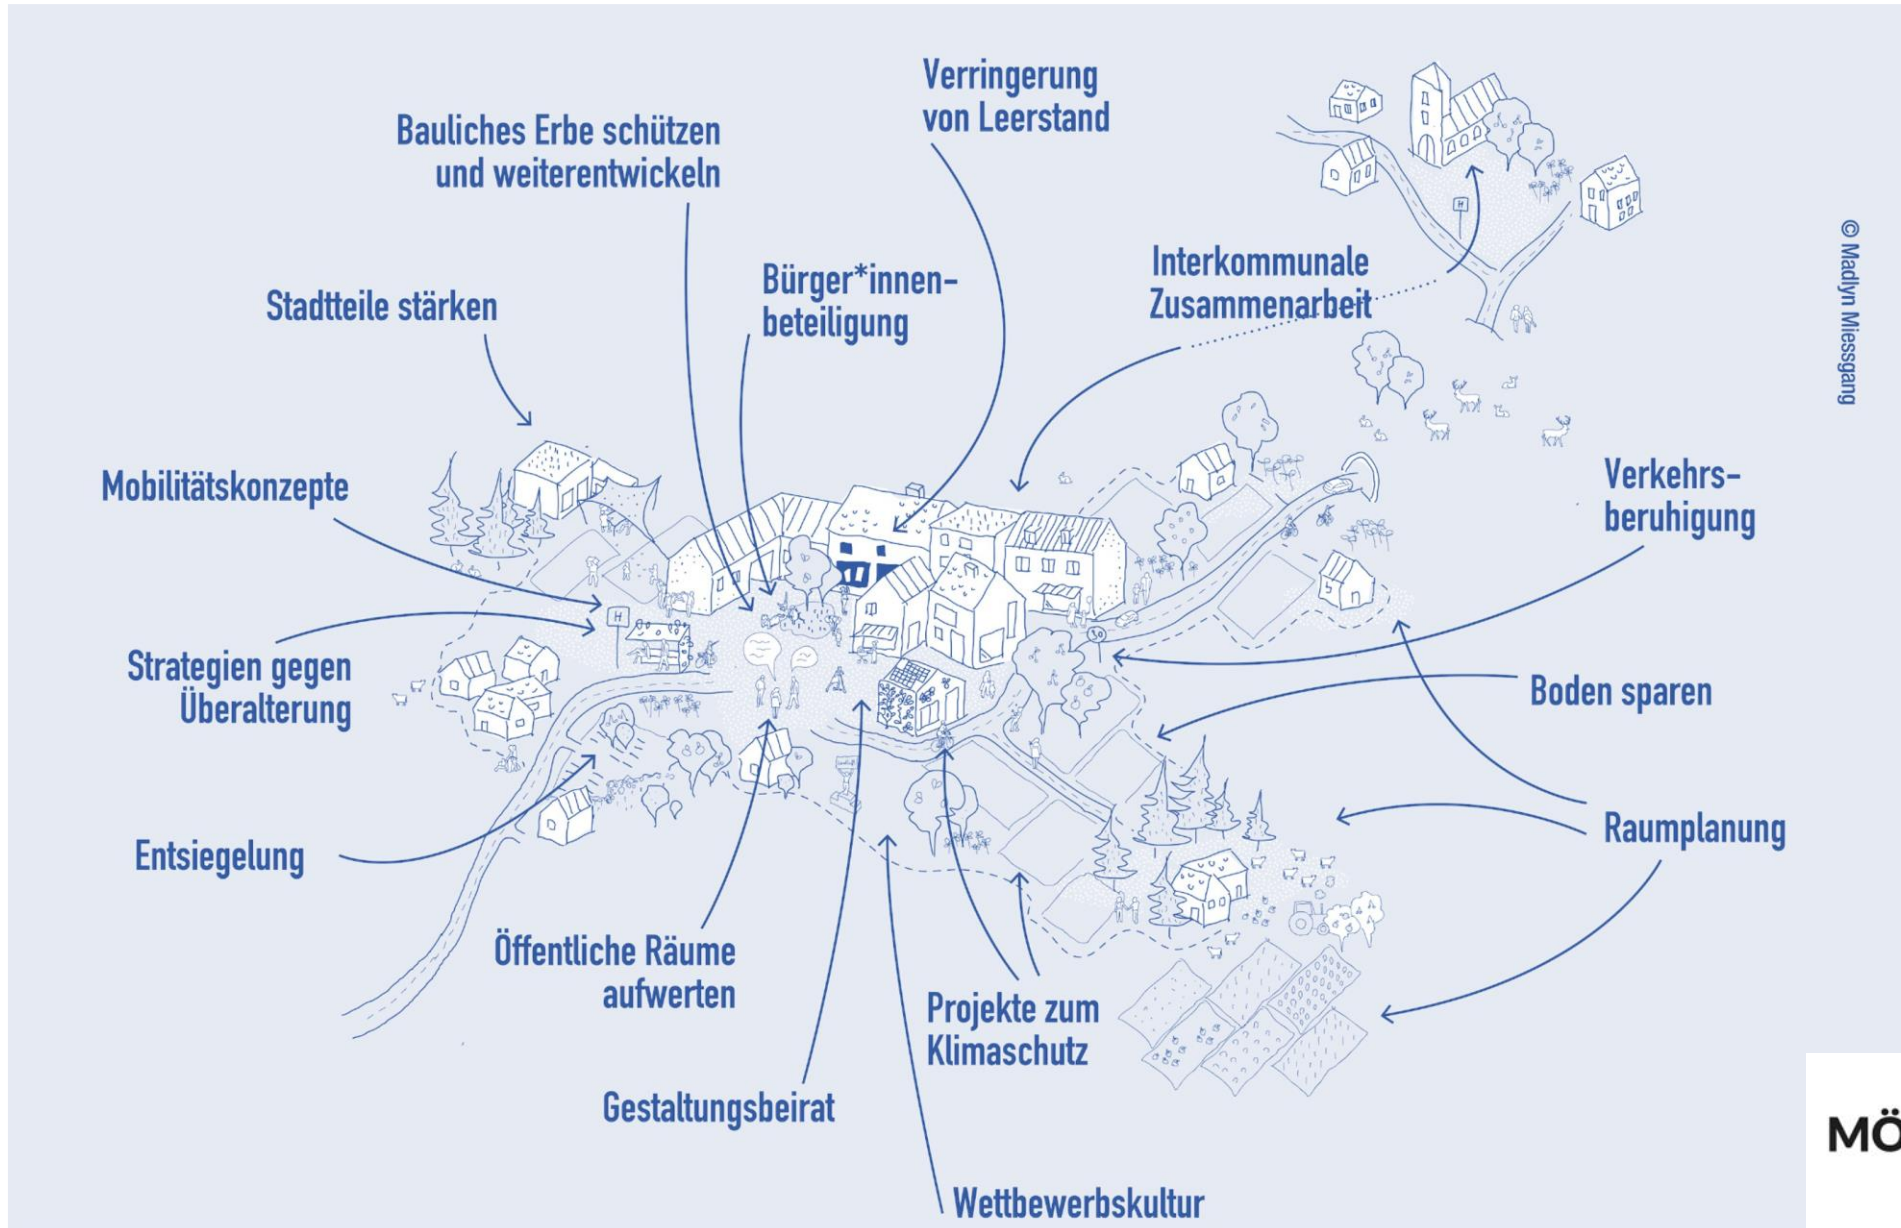 Verringerung
von Leerstand
Bauliches Erbe schützen
und weiterentwickeln
Bürger*innen-
beteiligung
Interkommunale
Zusammenarbeit
© Madlyn Miessgang
Stadtteile stärken
Mobilitätskonzepte
Verkehrs-
beruhigung
H
H
30
Strategien gegen
Überalterung
Boden sparen
Entsiegelung
Raumplanung
Öffentliche Räume
aufwerten
Projekte zum
Klimaschutz
Gestaltungsbeirat
MÖ
Wettbewerbskultur